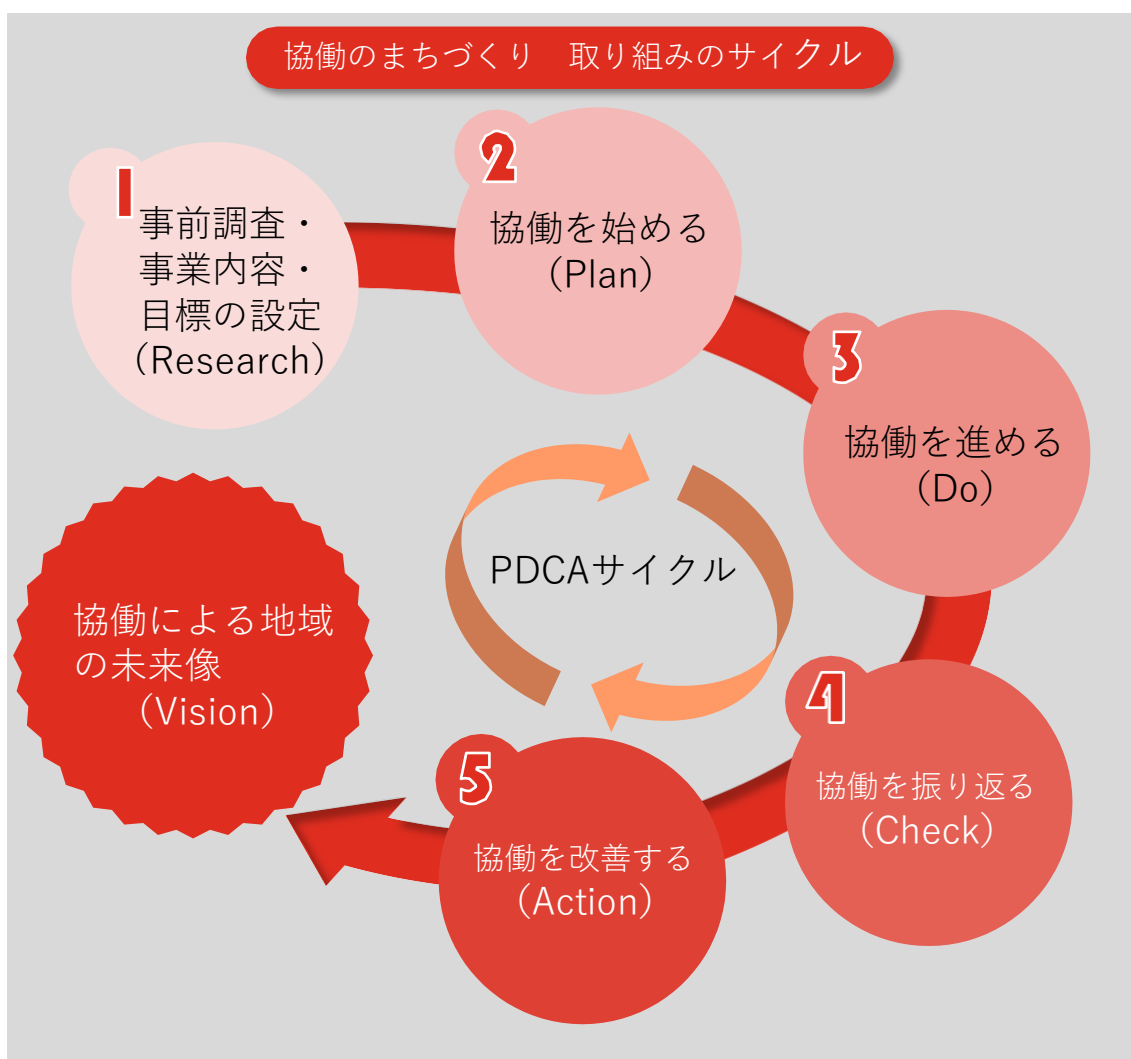 協働のまちづくり　取り組みのサイクル
1
事前調査・
事業内容・
目標の設定
（Research）
2
協働を始める
（Plan）
3
協働を進める
（Do）
4
協働を振り返る
（Check）
5
協働を改善する
（Action）
PDCAサイクル
協働による地域
の未来像
（Vision）